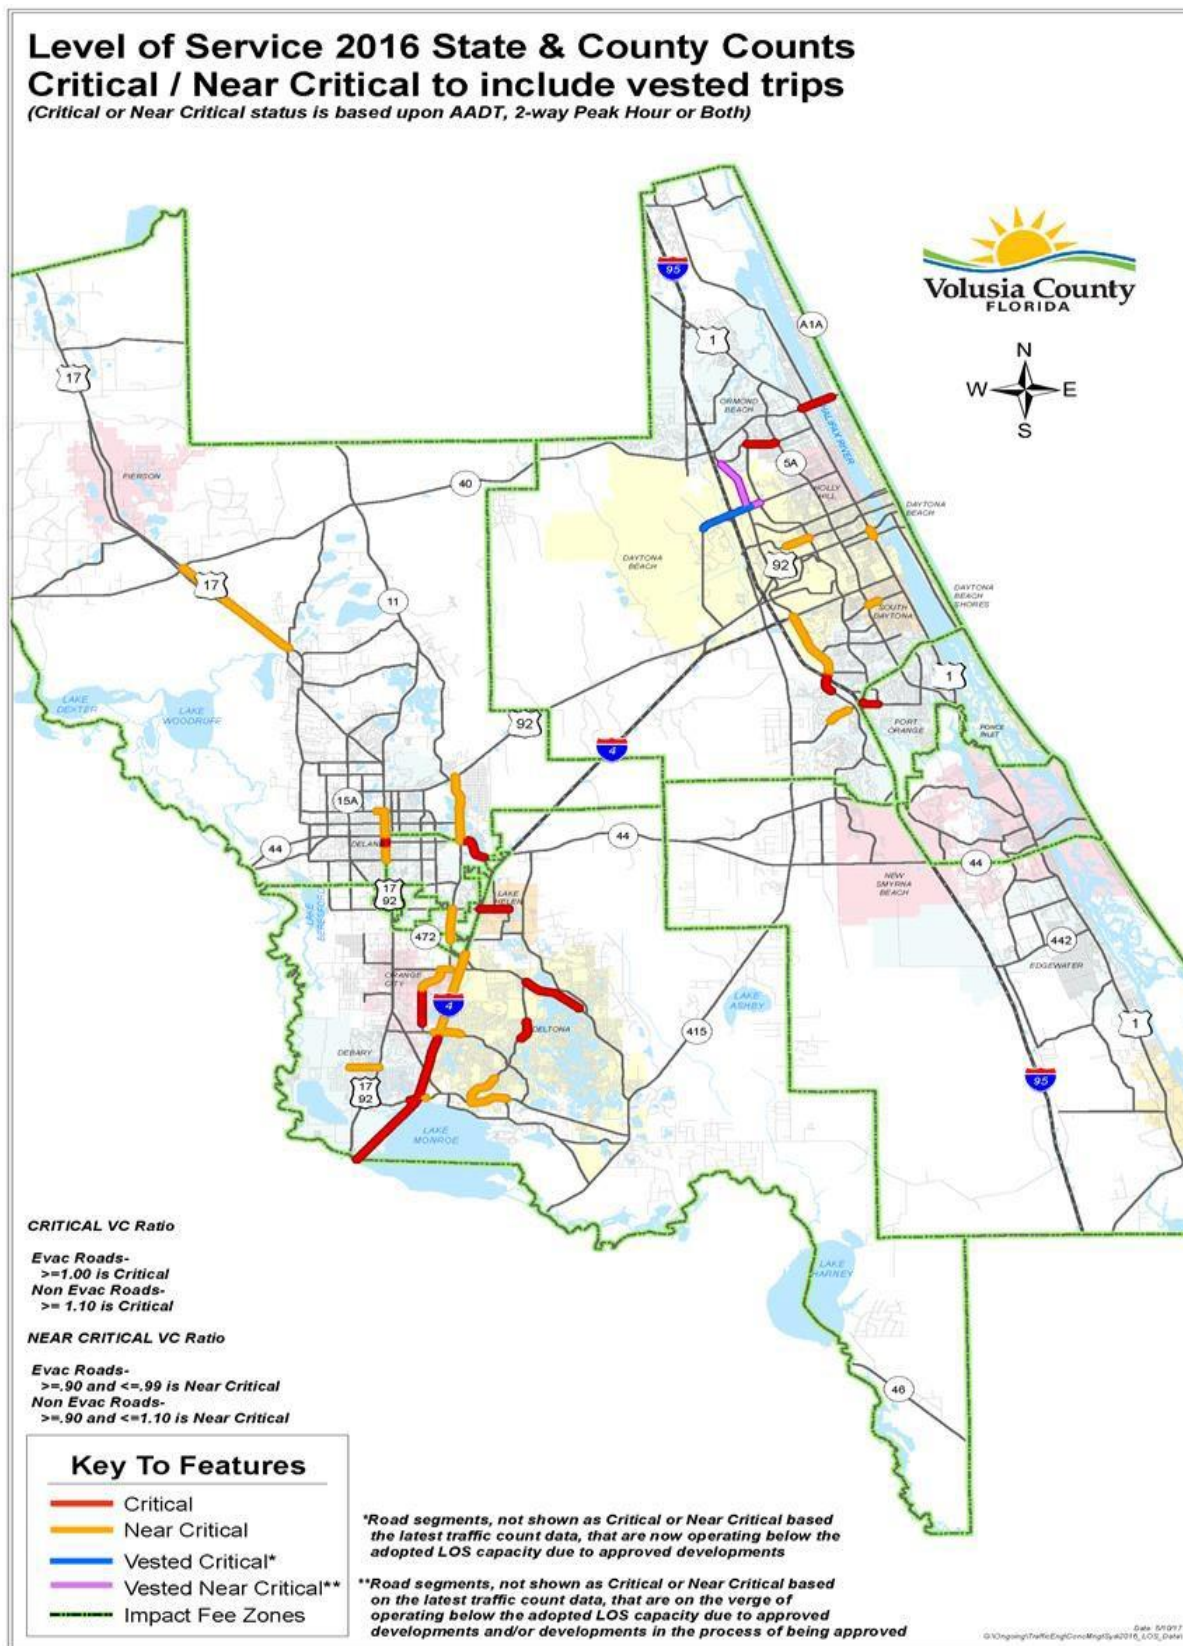 Level of Service 2016 State & County Counts
Critical / Near Critical to include vested trips
(Critical or Near Critical status is based upon AADT, 2-way Peak Hour or Both)
Volusia County
FLORIDA
N
W E
S
95
A1A
1
17
ORMOND
BEACH
HALIFAX RIVER
5A
PIERSON
40
HOLLY
HILL
DAYTONA
BEACH
DAYTONA
BEACH
92
17
11
DAYTONA
BEACH
SHORES
SOUTH
DAYTONA
1
LAKE
DEXTER
LAKE
WOODRUFF
92
4
PORT
ORANGE
PONCE
INLET
15A
44
DELAND
44
44
17
92
LAKE
HELEN
NEW
SMYRNA
BEACH
LAKE
BERESFORD
472
442
EDGEWATER
ORANGE
CITY
4
LAKE
ASHBY
DELTONA
415
1
DEBARY
17
92
95
LAKE
MONROE
LAKE
HARNEY
46
CRITICAL VC Ratio
Evac Roads-
>=1.00 is Critical
Non Evac Roads-
>= 1.10 is Critical
NEAR CRITICAL VC Ratio
Evac Roads-
>=.90 and <=.99 is Near Critical
Non Evac Roads-
>=.90 and <=1.10 is Near Critical
Key To Features
Critical
Near Critical
Vested Critical*
Vested Near Critical**
Impact Fee Zones
*Road segments, not shown as Critical or Near Critical based
the latest traffic count data, that are now operating below the
adopted LOS capacity due to approved developments
**Road segments, not shown as Critical or Near Critical based
on the latest traffic count data, that are on the verge of
operating below the adopted LOS capacity due to approved
developments and/or developments in the process of being approved
Date: 5/10/17